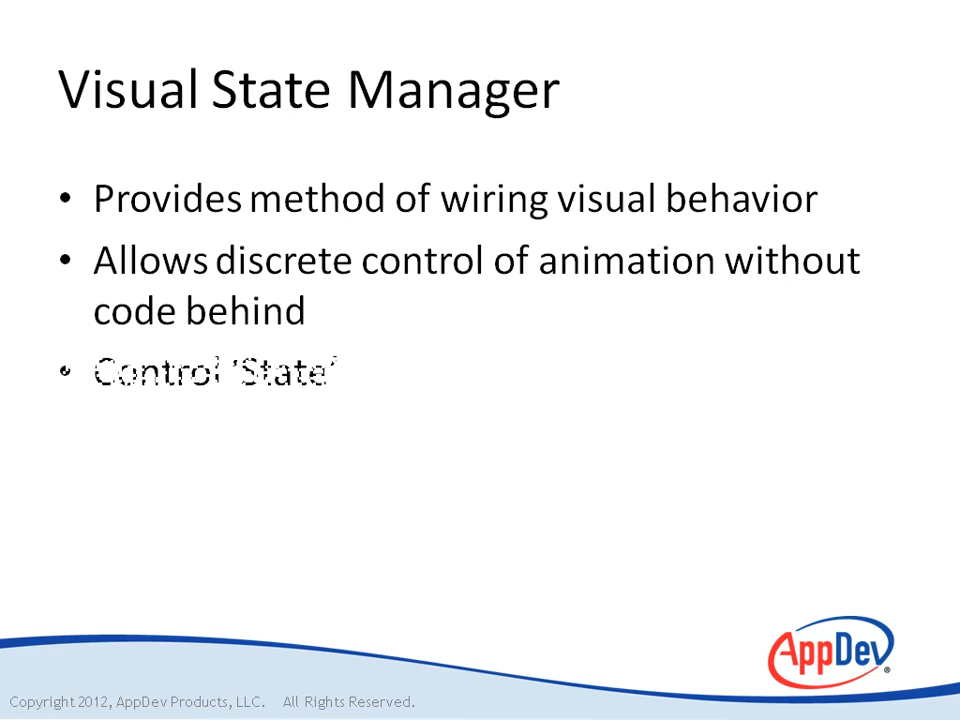 Visual State Manager
• Provides method of wiring visual behavior
• Allows discrete control of animation without
code behind
• Control "State"
AppDev®
Copyright 2012, AppDev Products, LLC. All Rights Reserved.